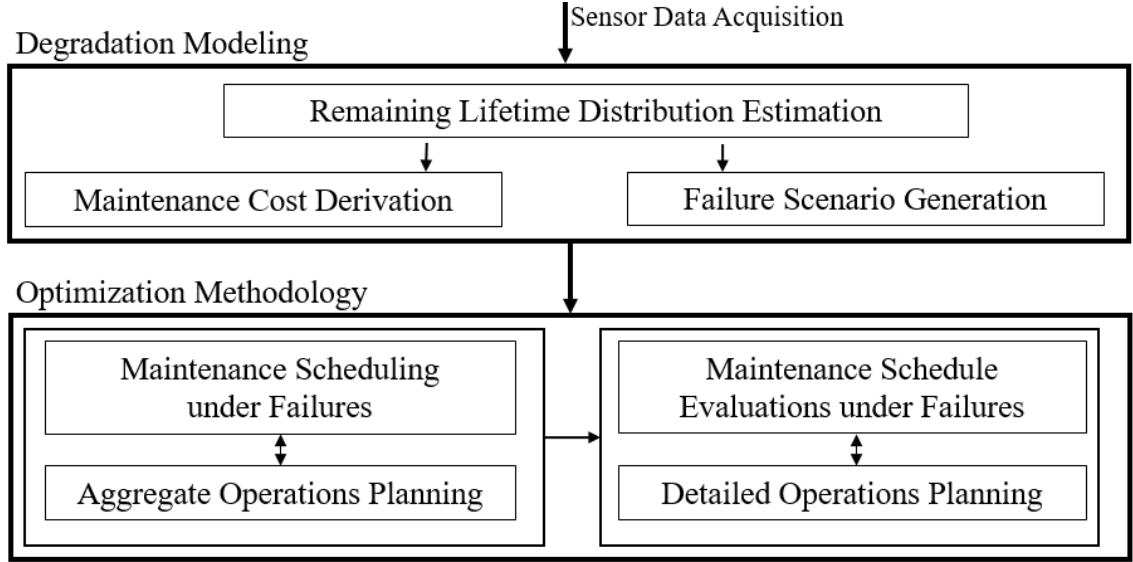 Sensor Data Acquisition
Degradation Modeling
Remaining Lifetime Distribution Estimation
Maintenance Cost Derivation
Failure Scenario Generation
Optimization Methodology
Maintenance Scheduling
under Failures
Aggregate Operations Planning
Maintenance Schedule
Evaluations under Failures
Detailed Operations Planning